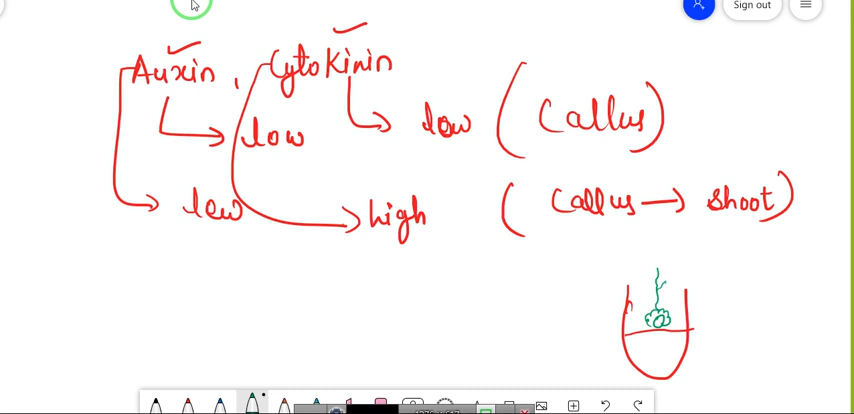 Sign out
Auxin, Cytokinin
low low (Callus)
low high (Callus → shoot)